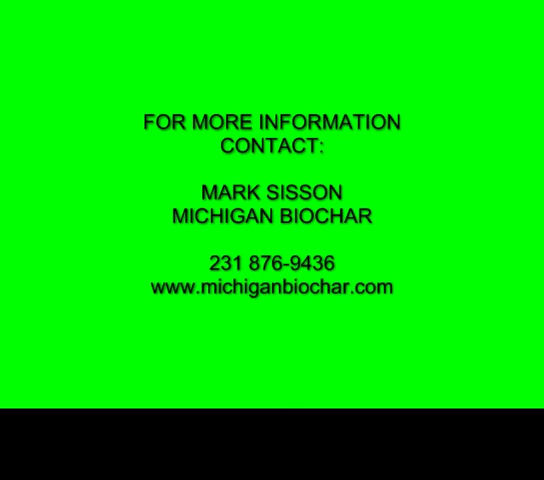 FOR MORE INFORMATION
CONTACT:
MARK SISSON
MICHIGAN BIOCHAR
231 876-9436
www.michiganbiochar.com